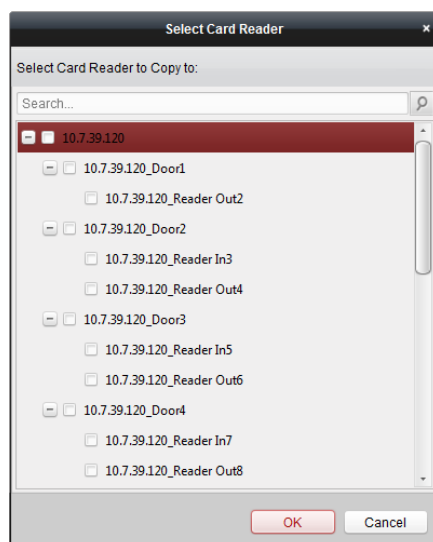 Select Card Reader ×
Select Card Reader to Copy to:
Search...
10.7.39.120
10.7.39.120_Door1
10.7.39.120_Reader Out2
10.7.39.120_Door2
10.7.39.120_Reader In3
10.7.39.120_Reader Out4
10.7.39.120_Door3
10.7.39.120_Reader In5
10.7.39.120_Reader Out6
10.7.39.120_Door4
10.7.39.120_Reader In7
10.7.39.120_Reader Out8
OK Cancel